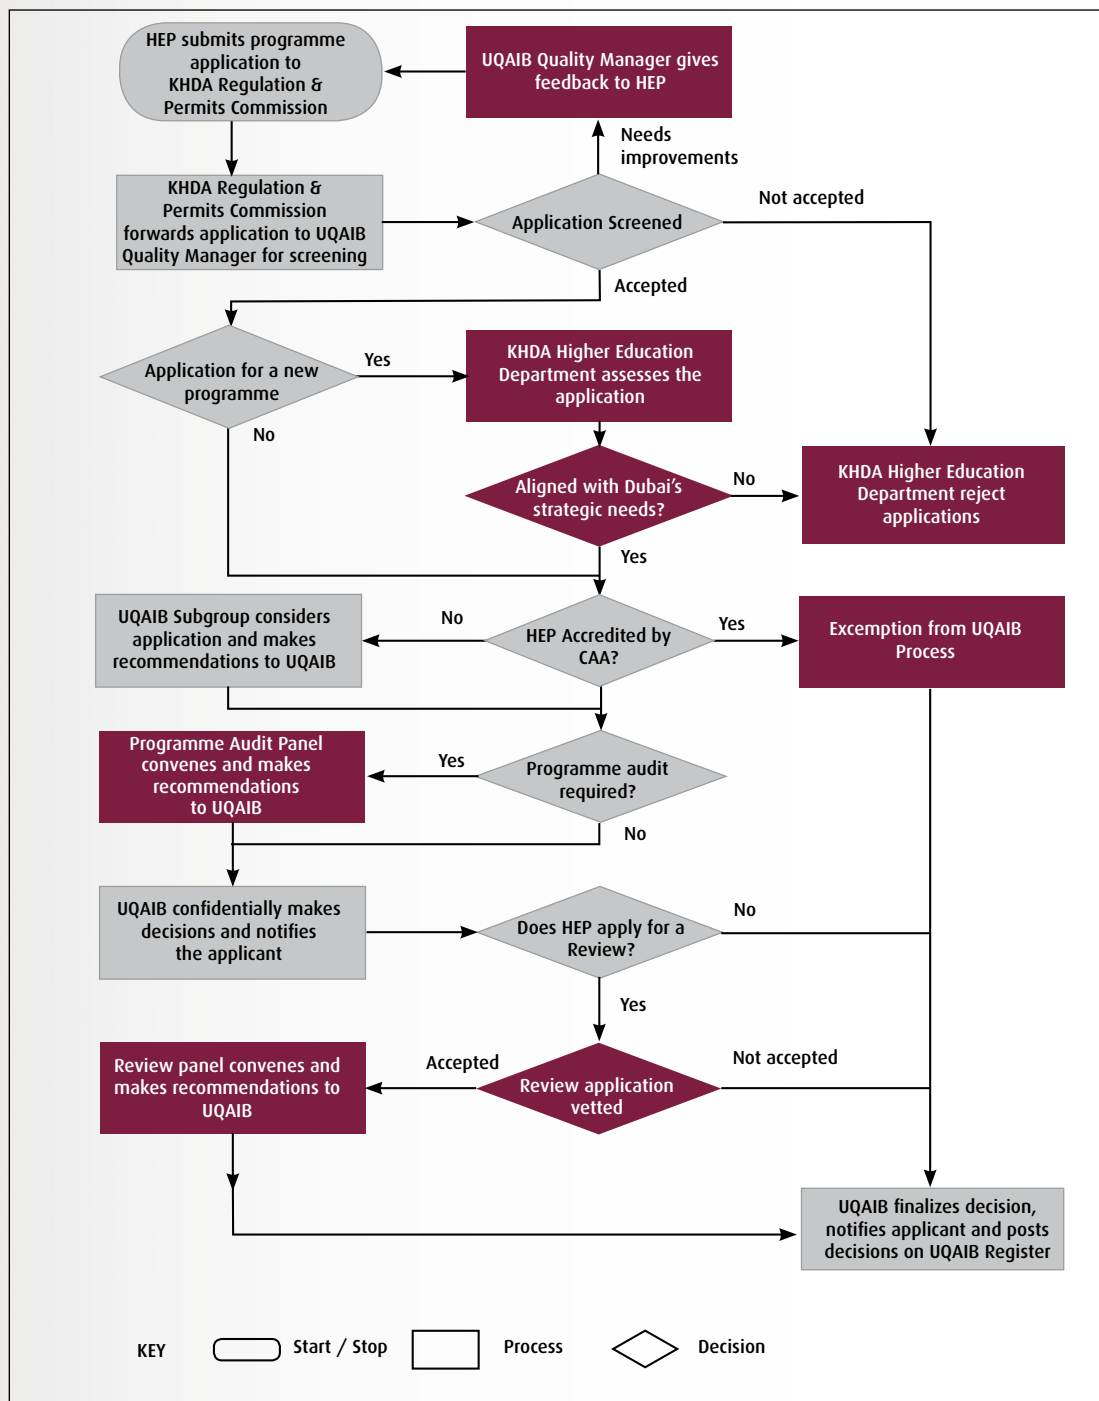 HEP submits programme
application to
KHDA Regulation &
Permits Commission
UQAIB Quality Manager gives
feedback to HEP
Needs
improvements
KHDA Regulation &
Permits Commission
forwards application to UQAIB
Quality Manager for screening
Application Screened
Not accepted
Accepted
Application for a new
programme
Yes
No
KHDA Higher Education
Department assesses the
application
Aligned with Dubai's
strategic needs?
No
Yes
KHDA Higher Education
Department reject
applications
UQAIB Subgroup considers
application and makes
recommendations to UQAIB
No
HEP Accredited by
CAA?
Yes
Excemption from UQAIB
Process
Programme Audit Panel
convenes and makes
recommendations
to UQAIB
Yes
Programme audit
required?
No
UQAIB confidentially makes
decisions and notifies
the applicant
Does HEP apply for a
Review?
No
Yes
Review panel convenes and
makes recommendations to
UQAIB
Accepted
Review application
vetted
Not accepted
UQAIB finalizes decision,
notifies applicant and posts
decisions on UQAIB Register
KEY
Start / Stop
Process
Decision